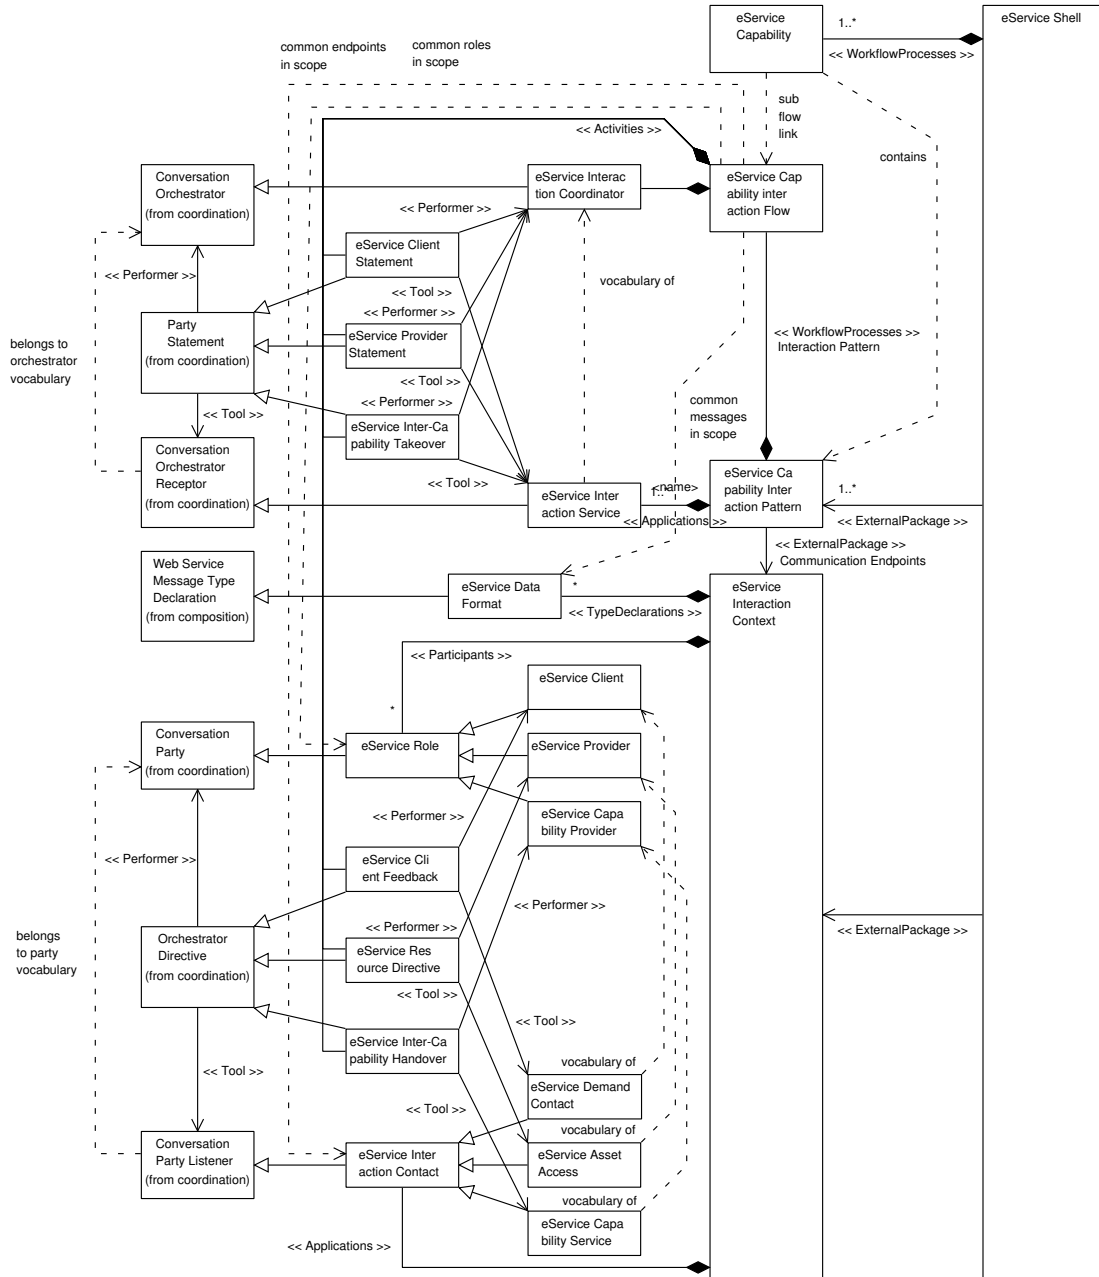 eService
Capability
1..*
eService Shell
<< WorkflowProcesses >>
common endpoints
in scope
common roles
in scope
sub
flow
link
<< Activities >>
contains
Conversation
Orchestrator
(from coordination)
eService Interac
tion Coordinator
eService Cap
ability inter
action Flow
<< Performer >>
eService Client
Statement
<< Performer >>
vocabulary of
<< Tool >>
<< Performer >>
Party
Statement
(from coordination)
eService Provider
Statement
belongs to
orchestrator
vocabulary
<< WorkflowProcesses >>
Interaction Pattern
<< Tool >>
<< Performer >>
<< Tool >>
common
messages
in scope
eService Inter-Ca
pability Takeover
Conversation
Orchestrator
Receptor
(from coordination)
<< Tool >>
eService Inter
action Service
<name>
1..*
<< Applications >>
eService Ca
pability Inter
action Pattern
1..*
<< ExternalPackage >>
<< ExternalPackage >>
Communication Endpoints
Web Service
Message Type
Declaration
(from composition)
eService Data
Format
*
<< TypeDeclarations >>
eService
Interaction
Context
<< Participants >>
*
eService Client
Conversation
Party
(from coordination)
eService Role
eService Provider
eService Capa
bility Provider
<< Performer >>
<< Performer >>
eService Cli
ent Feedback
<< Performer >>
<< Performer >>
<< ExternalPackage >>
belongs
to party
vocabulary
Orchestrator
Directive
(from coordination)
eService Res
ource Directive
<< Tool >>
<< Tool >>
eService Inter-Ca
pability Handover
<< Tool >>
vocabulary of
eService Demand
Contact
<< Tool >>
vocabulary of
Conversation
Party Listener
(from coordination)
eService Inter
action Contact
eService Asset
Access
vocabulary of
eService Capa
bility Service
<< Applications >>